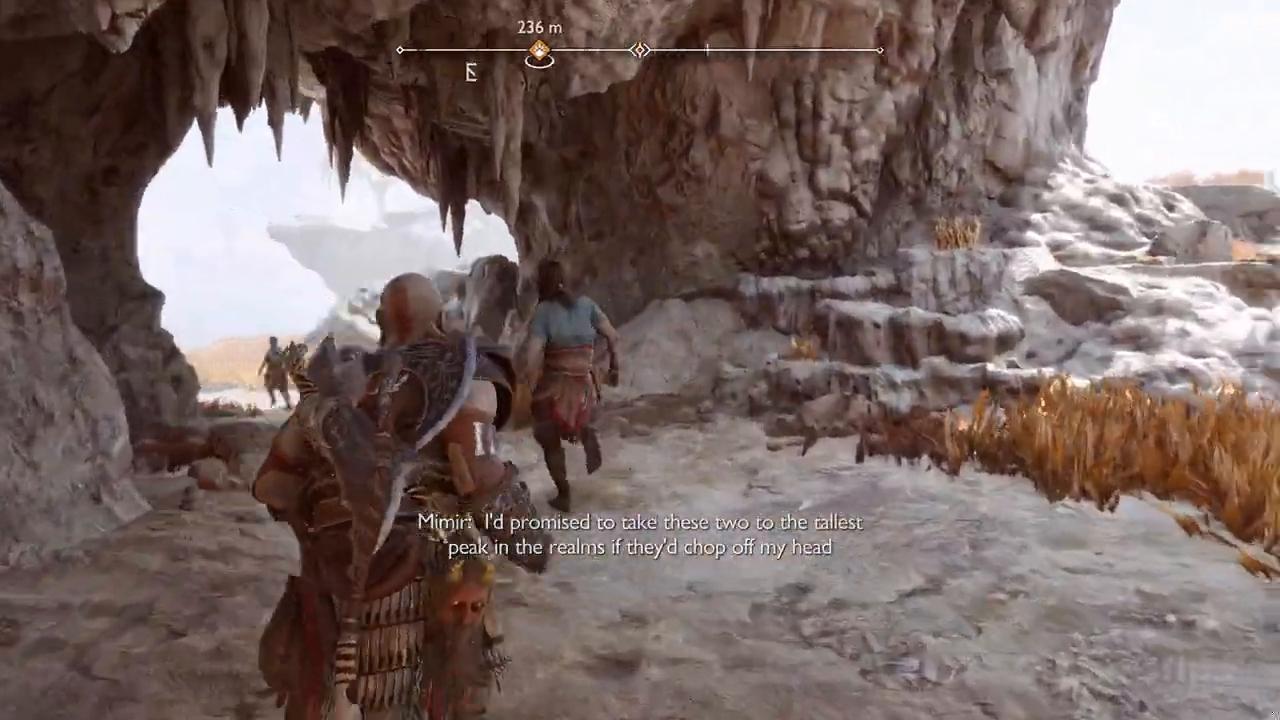 236 m
E
Mimir: I'd promised to take these two to the tallest
peak in the realms if they'd chop off my head